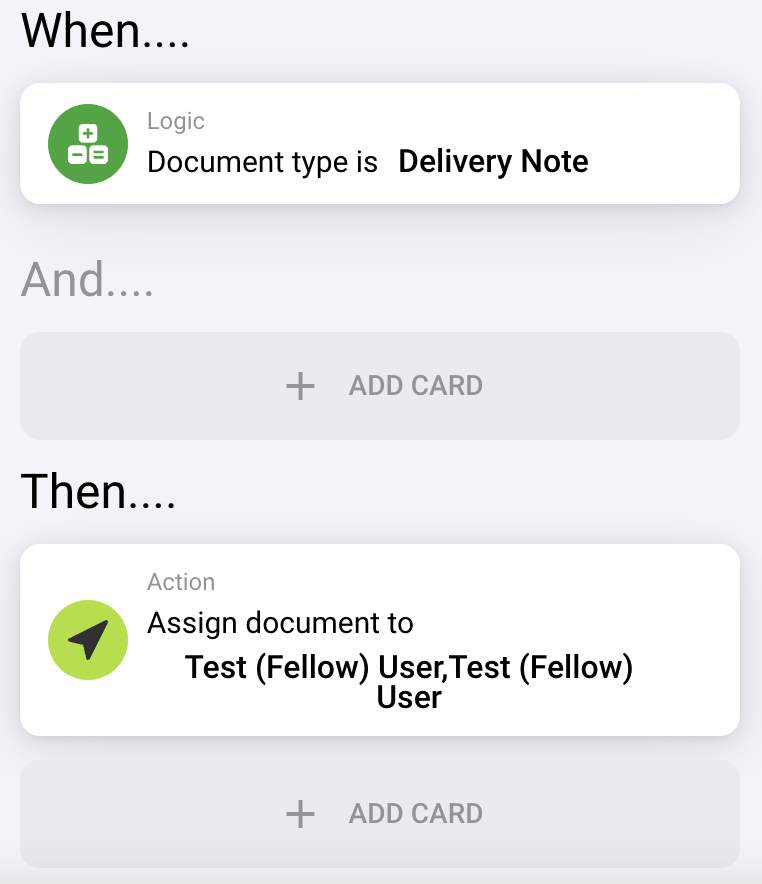 When....
Logic
Document type is Delivery Note
And....
+ ADD CARD
Then....
Action
Assign document to
Test (Fellow) User,Test (Fellow)
User
+ ADD CARD